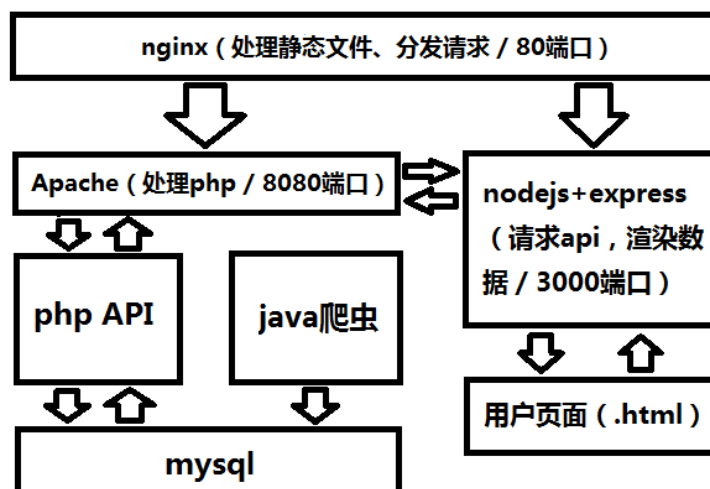 nginx（处理静态文件、分发请求 / 80端口）
Apache（处理php / 8080端口）
nodejs+express
（请求api，渲染数
据 / 3000端口）
php API
java爬虫
用户页面（.html）
mysql